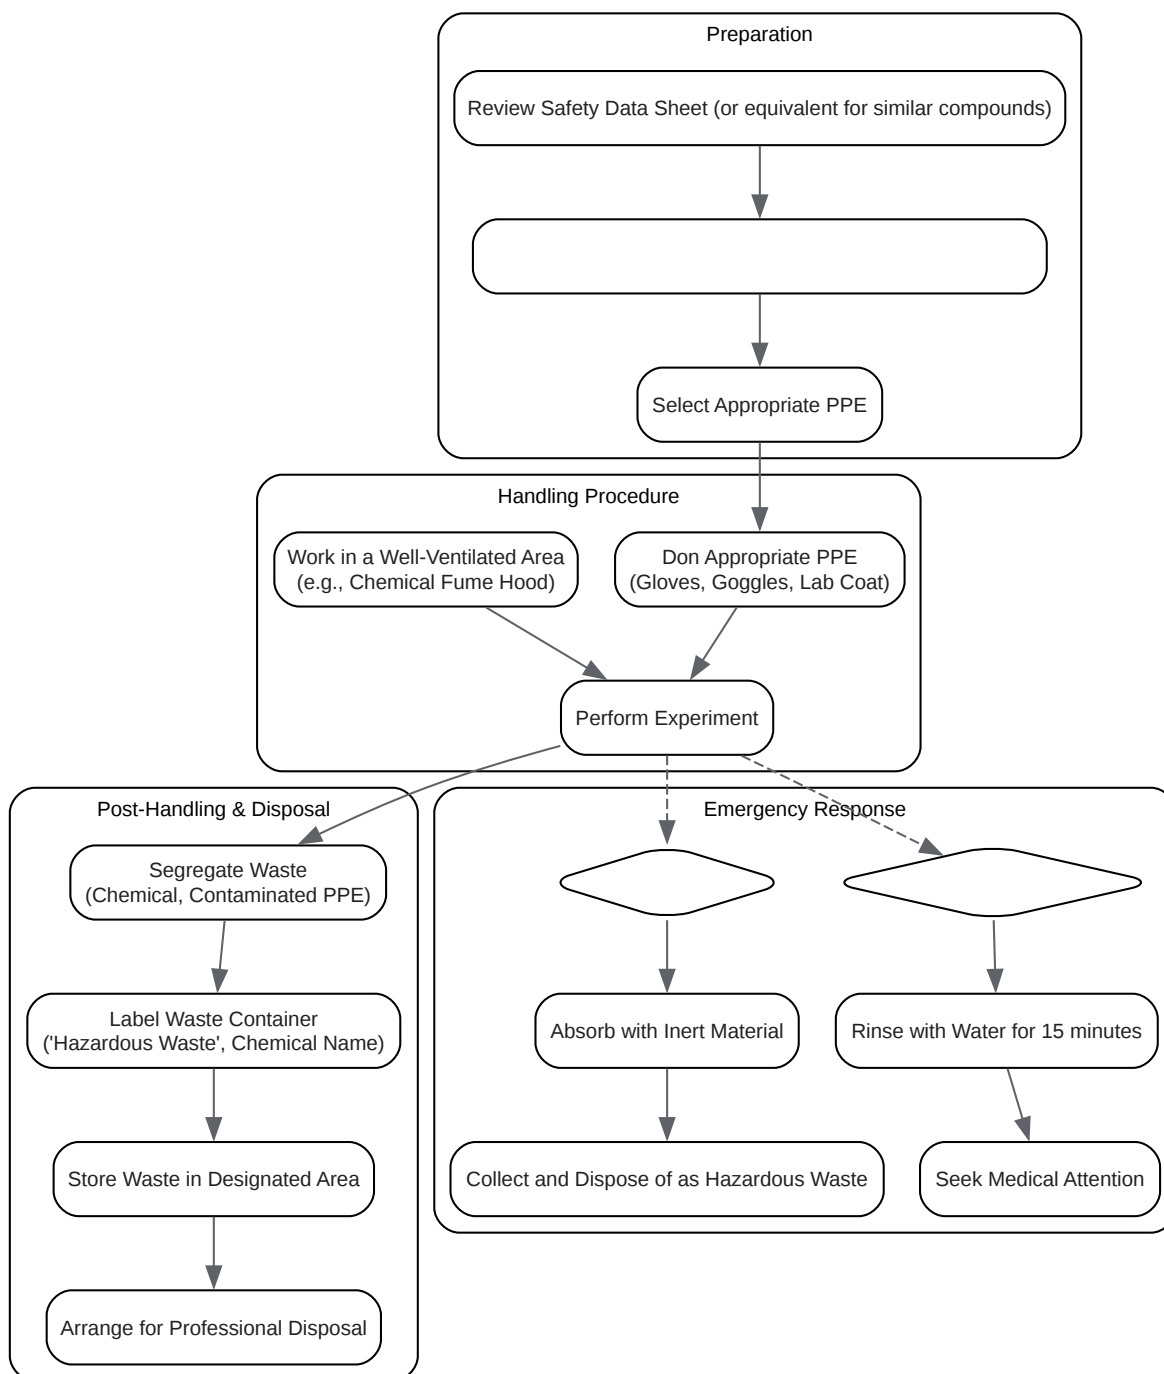 Preparation
Review Safety Data Sheet (or equivalent for similar compounds)
Select Appropriate PPE
Handling Procedure
Work in a Well-Ventilated Area
(e.g., Chemical Fume Hood)
Don Appropriate PPE
(Gloves, Goggles, Lab Coat)
Perform Experiment
Post-Handling & Disposal
Segregate Waste
(Chemical, Contaminated PPE)
Label Waste Container
('Hazardous Waste', Chemical Name)
Store Waste in Designated Area
Arrange for Professional Disposal
Emergency Response
Absorb with Inert Material
Collect and Dispose of as Hazardous Waste
Rinse with Water for 15 minutes
Seek Medical Attention